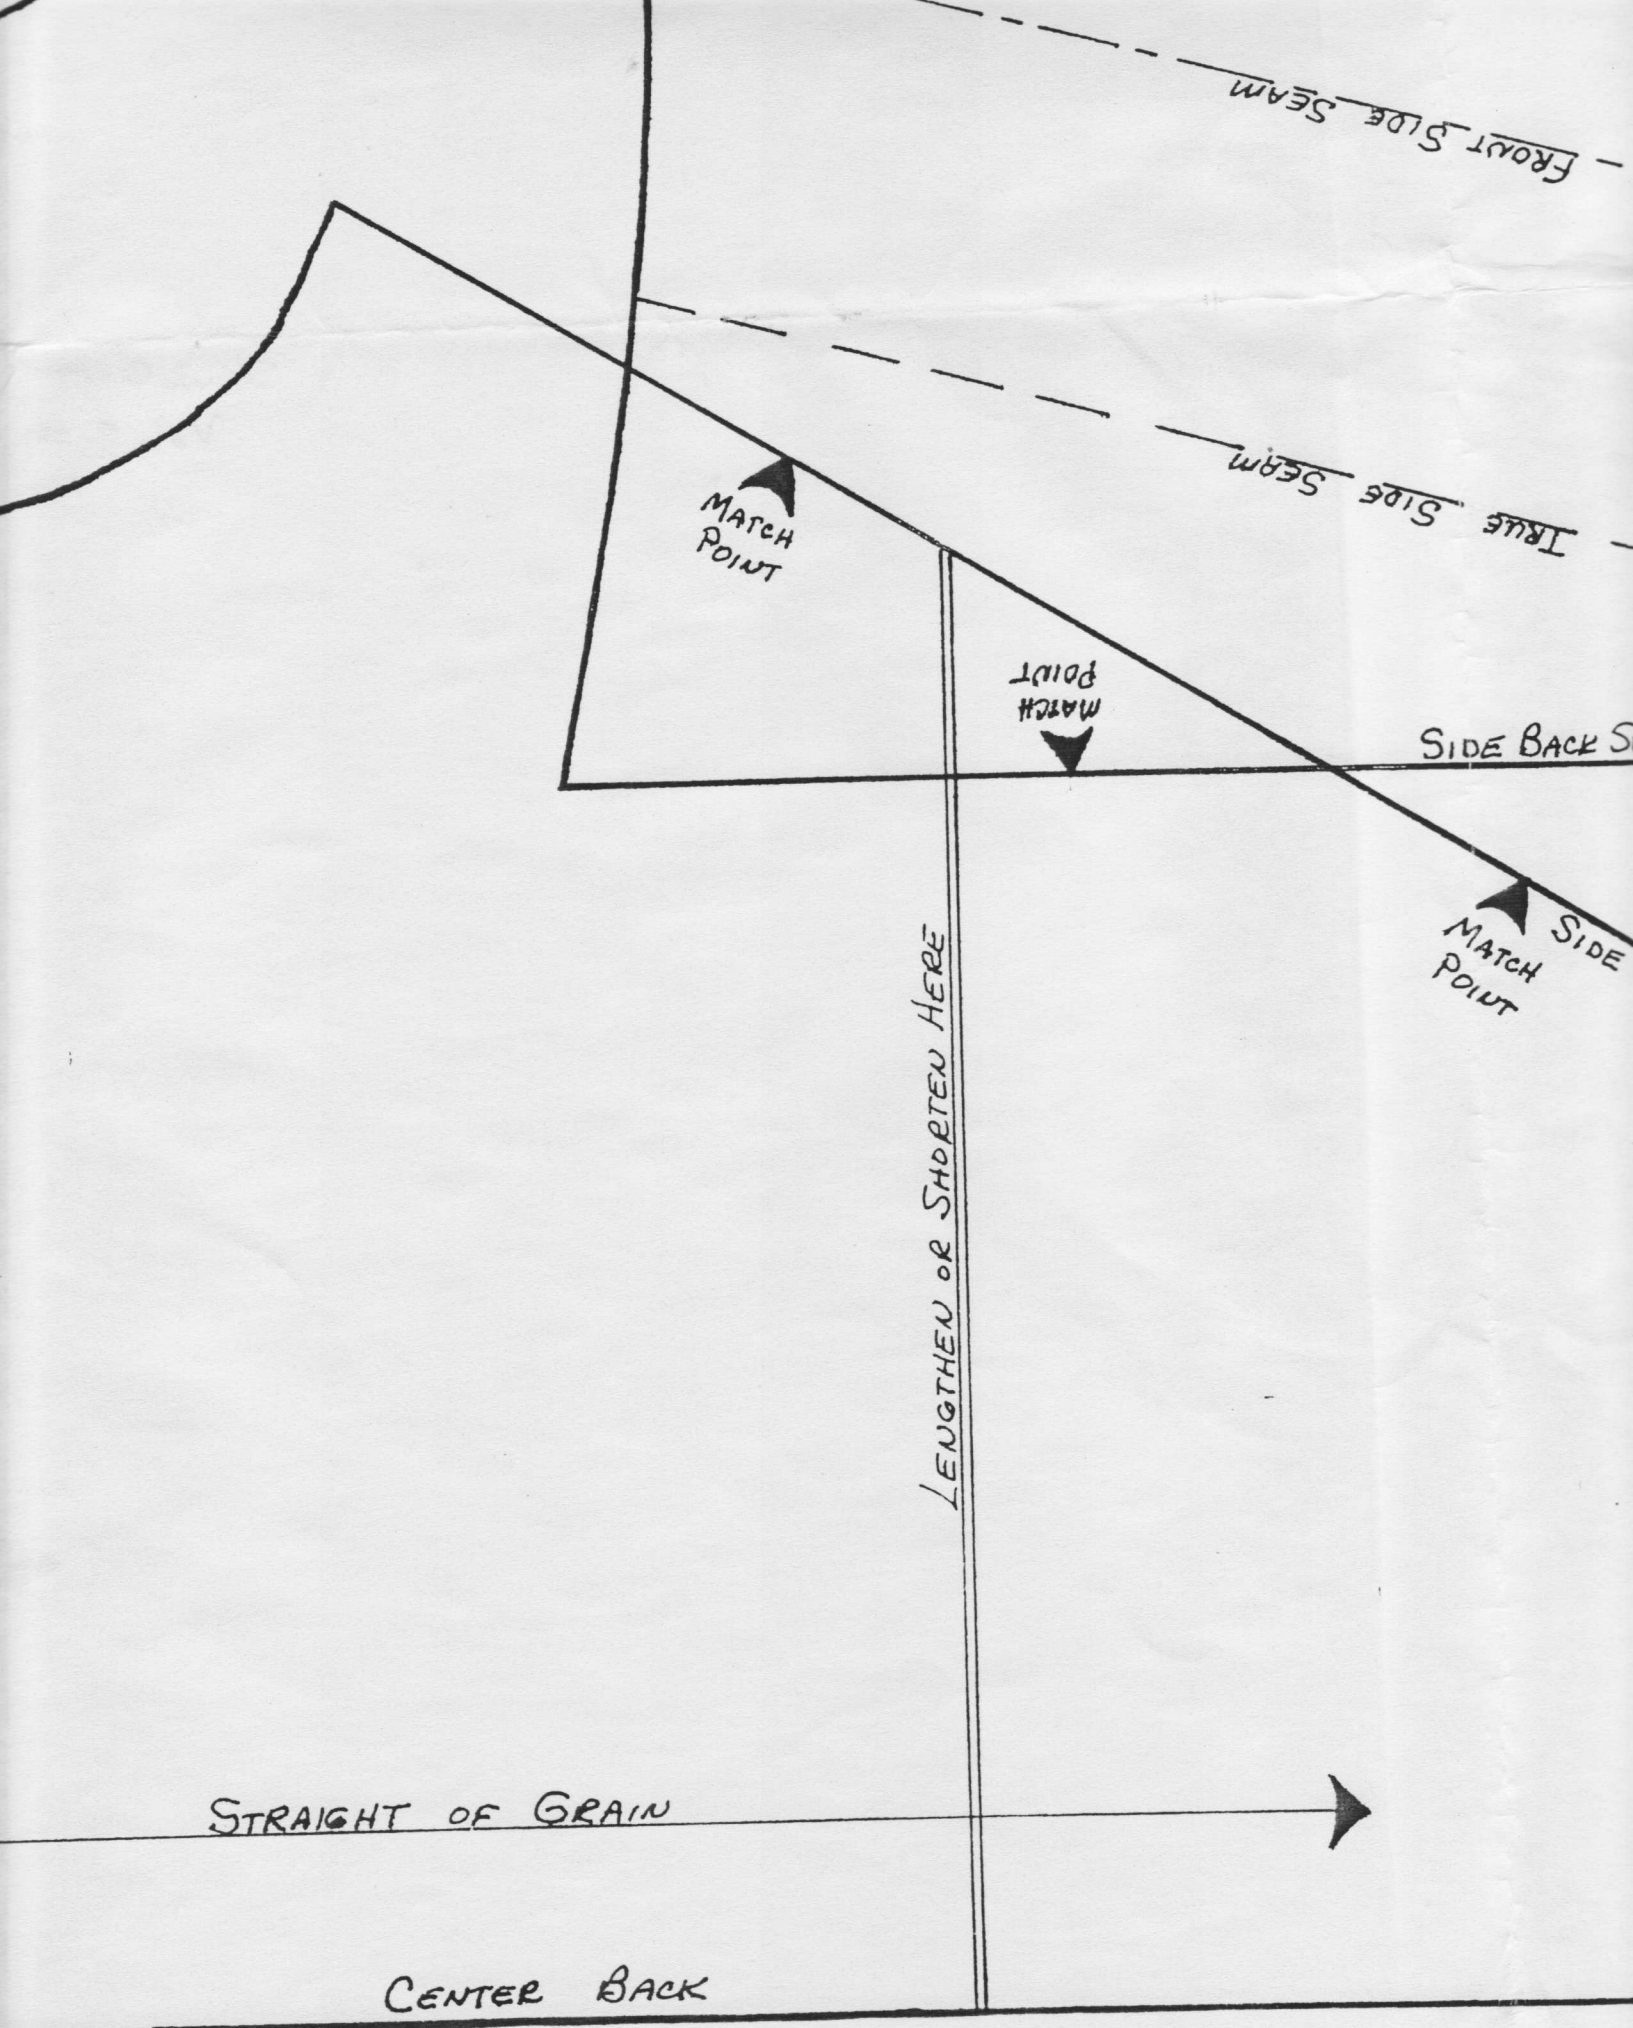 FRONT SIDE SEAM
TRUE SIDE SEAM
MATCH
POINT
MATCH
POINT
SIDE BACK
MATCH
POINT
SIDE
LENGTHEN OR SHORTEN HERE
STRAIGHT OF GRAIN
CENTER BACK